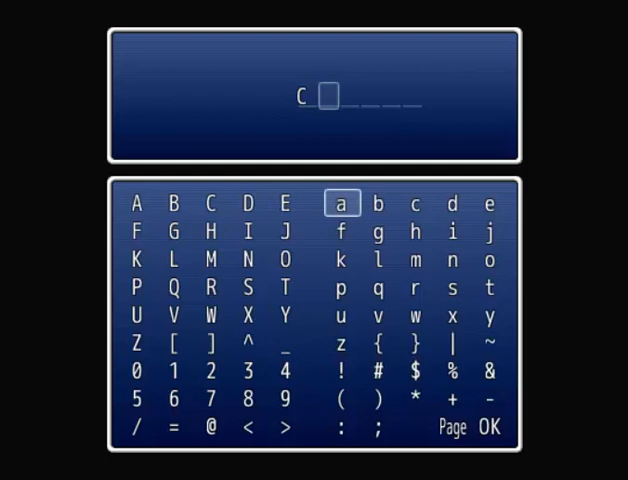 C
A B C D E a b c d e
F G H I J f g h i j
K L M N O k l m n o
P Q R S T p q r s t
U V W X Y u v w x y
Z [ ] ^ _ z { } | ~
0 1 2 3 4 ! # $ % &
5 6 7 8 9 ( ) * + -
/ = @ < > : ; Page OK